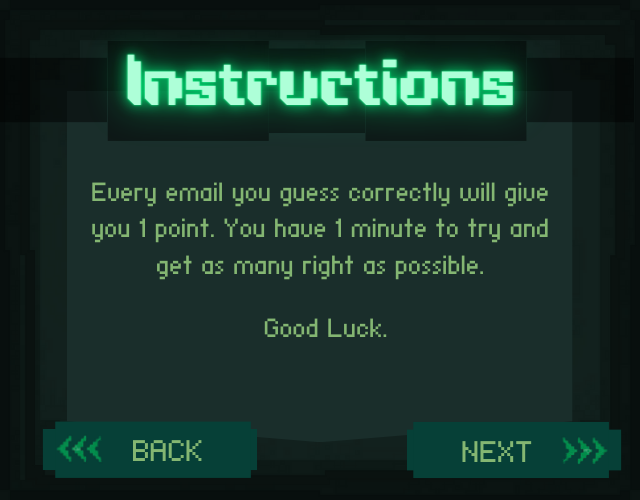 Instructions
Every email you guess correctly will give
you 1 point. You have 1 minute to try and
get as many right as possible.
Good Luck.
BACK
NEXT